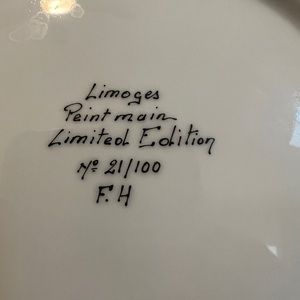 Limoges
Peint main
Limited Edition
Nº 21/100
F.H